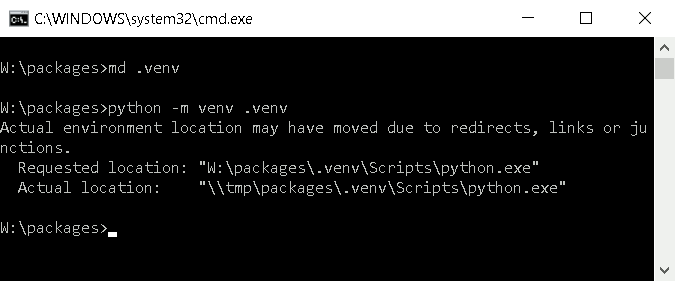 C:\WINDOWS\system32\cmd.exe
W:\packages>md .venv
W:\packages>python -m venv .venv
Actual environment location may have moved due to redirects, links or ju
nctions.
  Requested location: "W:\packages\.venv\Scripts\python.exe"
  Actual location:    "\\tmp\packages\.venv\Scripts\python.exe"
W:\packages>